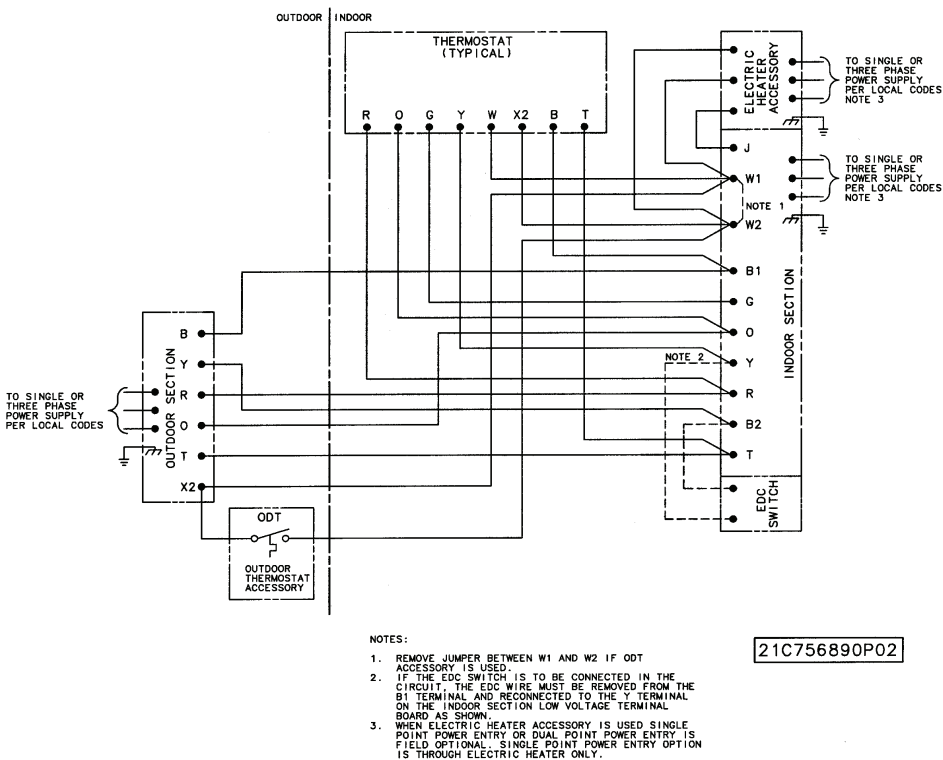 OUTDOOR INDOOR
THERMOSTAT
(TYPICAL)
R O G Y W X2 B T
ELECTRIC
HEATER
ACCESSORY
TO SINGLE OR
THREE PHASE
POWER SUPPLY
PER LOCAL CODES
NOTE 3
J
W1
NOTE 1
W2
TO SINGLE OR
THREE PHASE
POWER SUPPLY
PER LOCAL CODES
NOTE 3
B1
G
O
NOTE 2
Y
R
B2
T
INDOOR SECTION
EDC
SWITCH
B
Y
R
O
T
X2
OUTDOOR SECTION
TO SINGLE OR
THREE PHASE
POWER SUPPLY
PER LOCAL CODES
ODT
OUTDOOR
THERMOSTAT
ACCESSORY
NOTES:
1. REMOVE JUMPER BETWEEN W1 AND W2 IF ODT
ACCESSORY IS USED.
2. IF THE EDC SWITCH IS TO BE CONNECTED IN THE
CIRCUIT, THE EDC WIRE MUST BE REMOVED FROM THE
B1 TERMINAL AND RECONNECTED TO THE Y TERMINAL
ON THE INDOOR SECTION LOW VOLTAGE TERMINAL
BOARD AS SHOWN.
3. WHEN ELECTRIC HEATER ACCESSORY IS USED SINGLE
POINT POWER ENTRY OR DUAL POINT POWER ENTRY IS
FIELD OPTIONAL. SINGLE POINT POWER ENTRY OPTION
IS THROUGH ELECTRIC HEATER ONLY.
21C756890P02